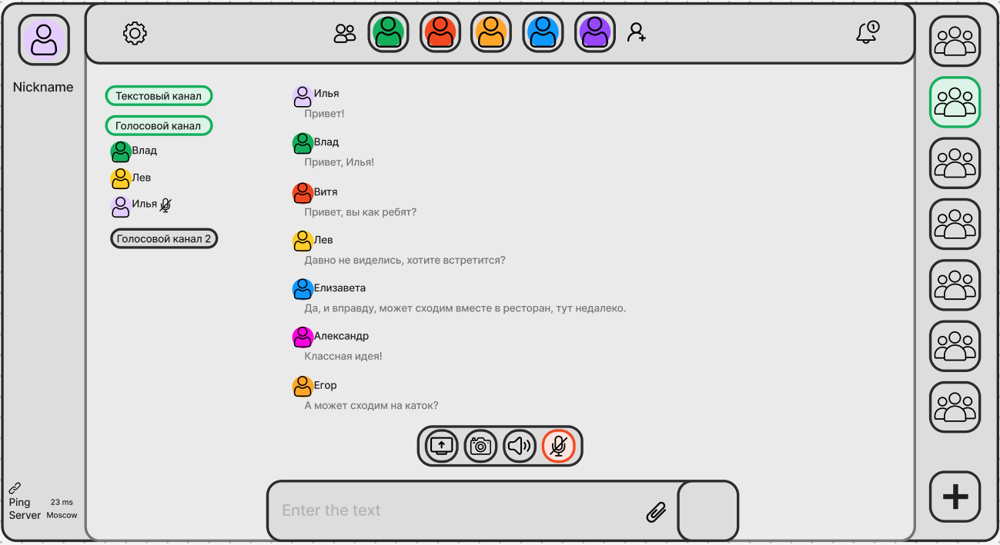 1
Nickname
Текстовый канал
Голосовой канал
Влад
Лев
Илья
Голосовой канал 2
Илья
Привет!
Влад
Привет, Илья!
Витя
Привет, вы как ребят?
Лев
Давно не виделись, хотите встретится?
Елизавета
Да, и вправду, может сходим вместе в ресторан, тут недалеко.
Александр
Классная идея!
Егор
А может сходим на каток?
Enter the text
Ping 23 ms
Server Moscow